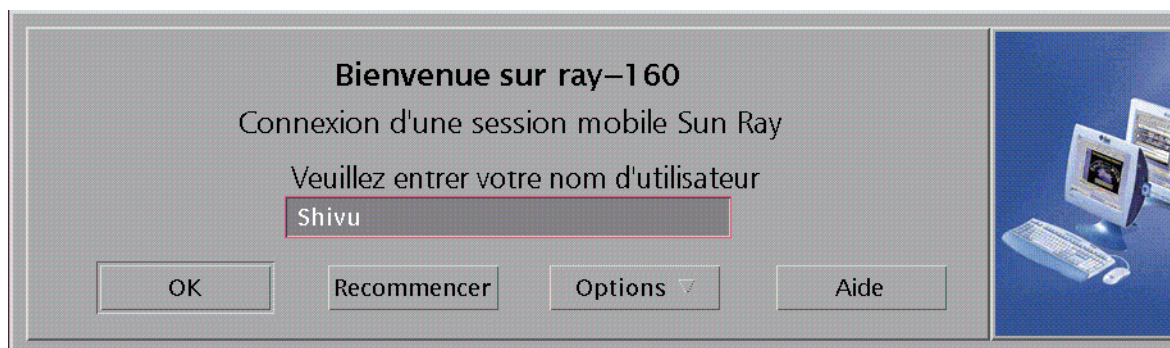 Bienvenue sur ray–160
Connexion d'une session mobile Sun Ray
Veuillez entrer votre nom d'utilisateur
Shivu
OK Recommencer Options Aide